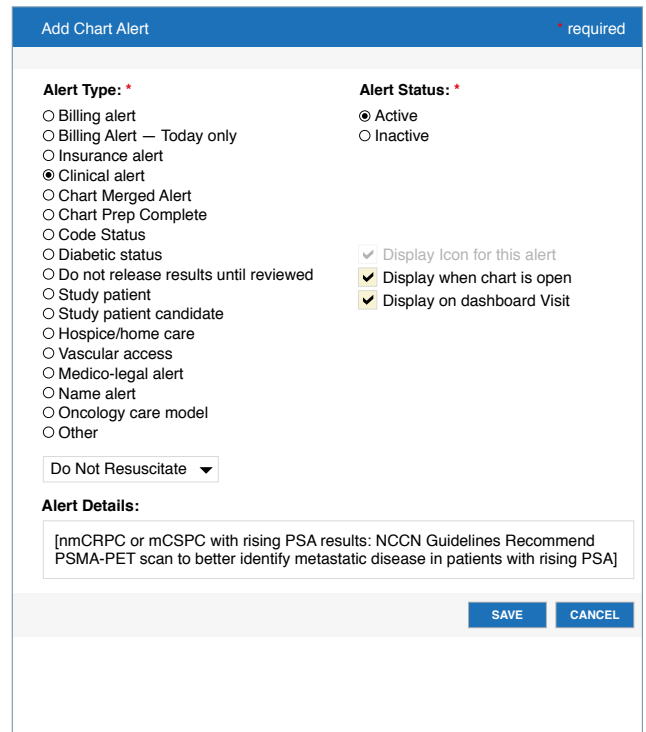 Add Chart Alert
* required
Alert Type: *
Billing alert
Billing Alert — Today only
Insurance alert
Clinical alert
Chart Merged Alert
Chart Prep Complete
Code Status
Diabetic status
Do not release results until reviewed
Study patient
Study patient candidate
Hospice/home care
Vascular access
Medico-legal alert
Name alert
Oncology care model
Other
Alert Status: *
Active
Inactive
Display Icon for this alert
Display when chart is open
Display on dashboard Visit
Do Not Resuscitate
Alert Details:
[nmCRPC or mCSPC with rising PSA results: NCCN Guidelines Recommend
PSMA-PET scan to better identify metastatic disease in patients with rising PSA]
SAVE
CANCEL